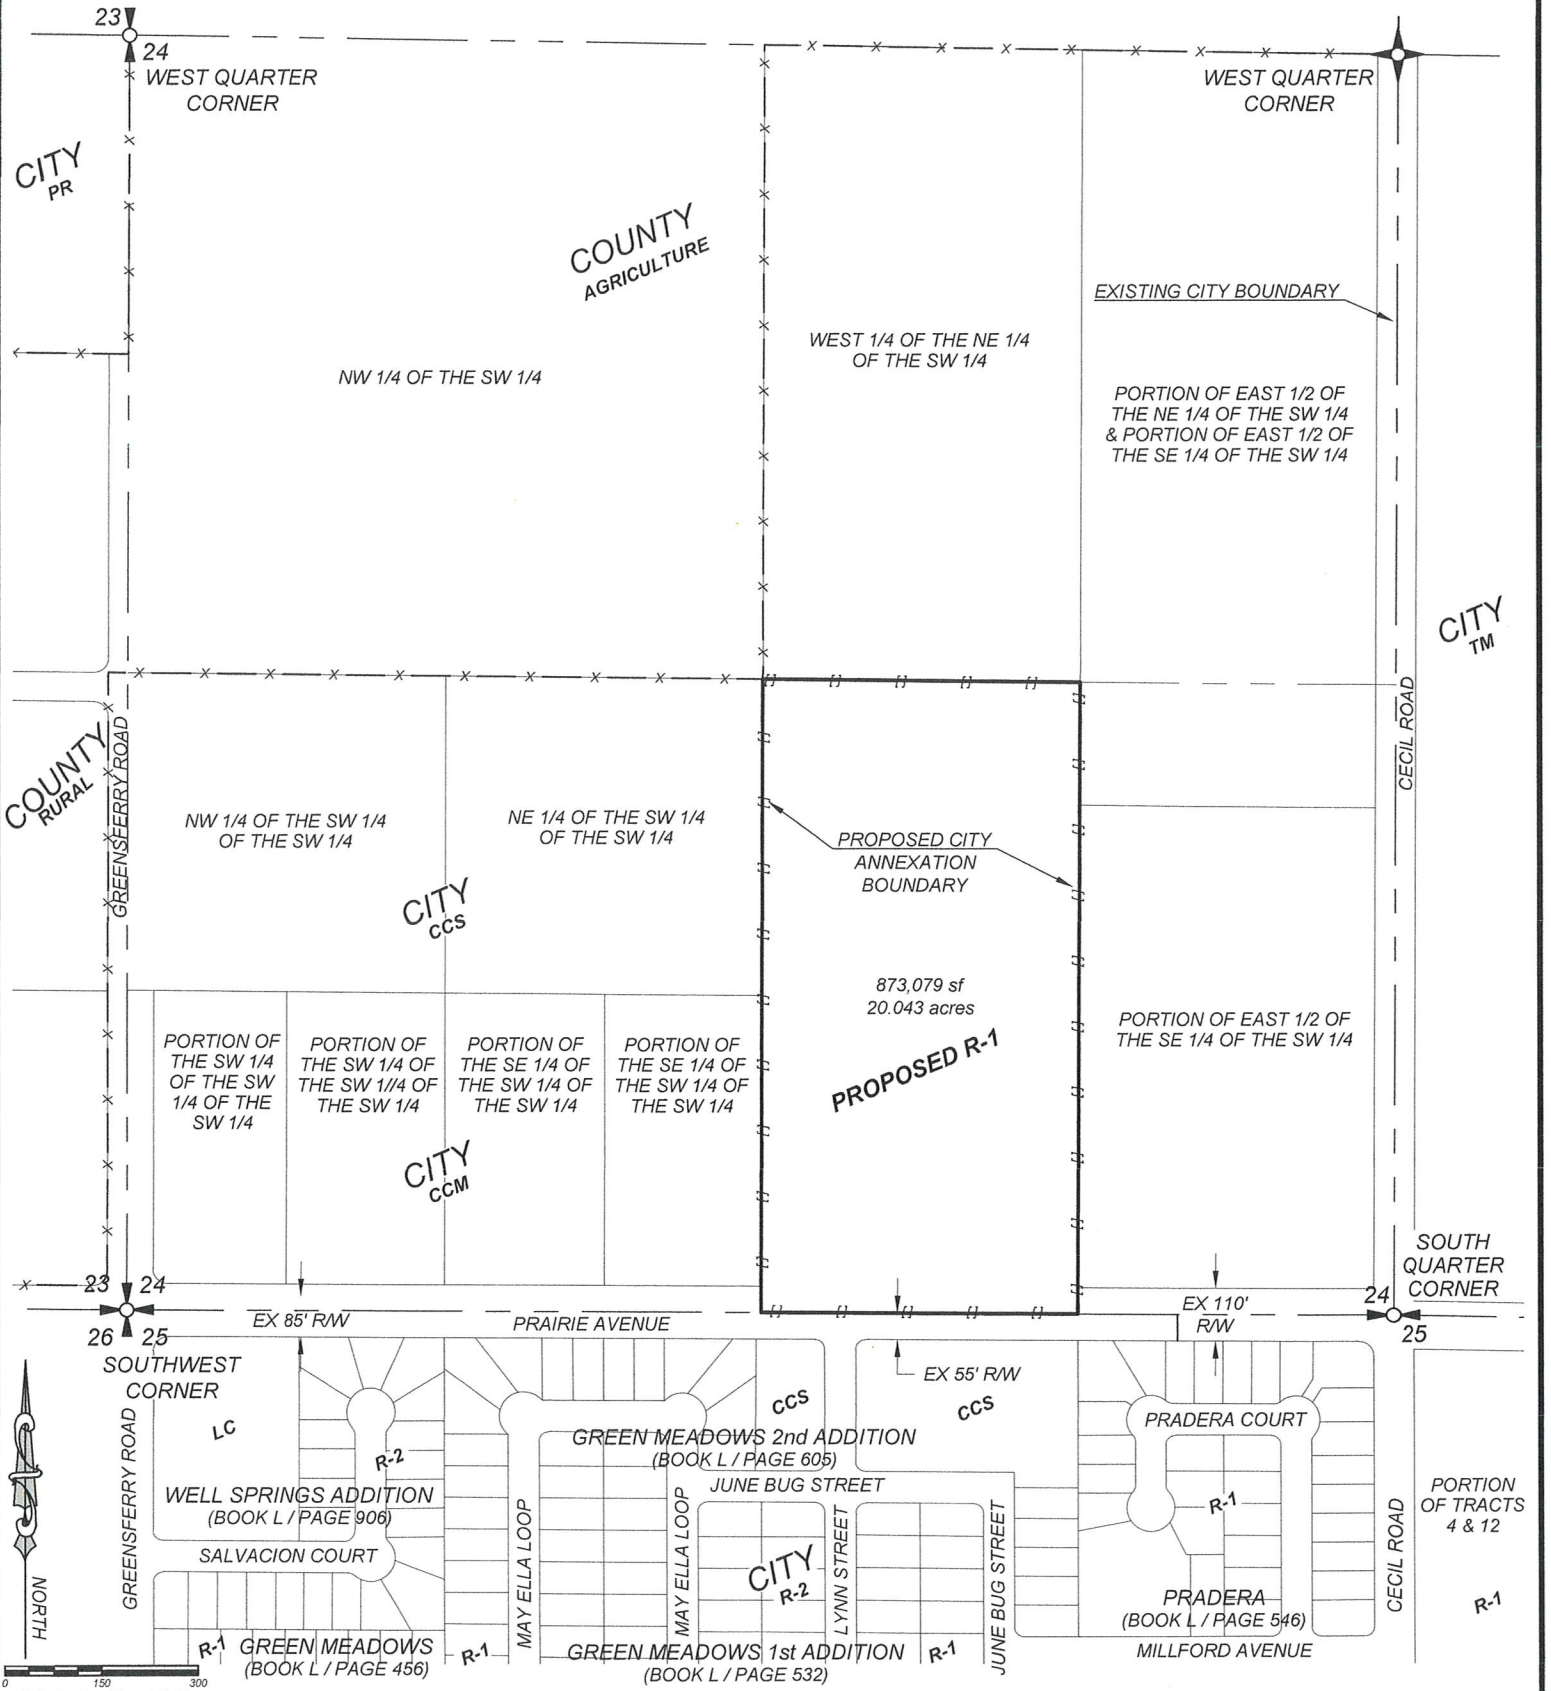 23
24
WEST QUARTER
CORNER
WEST QUARTER
CORNER
CITY
PR
COUNTY
AGRICULTURE
EXISTING CITY BOUNDARY
WEST 1/4 OF THE NE 1/4
OF THE SW 1/4
NW 1/4 OF THE SW 1/4
PORTION OF EAST 1/2 OF
THE NE 1/4 OF THE SW 1/4
& PORTION OF EAST 1/2 OF
THE SE 1/4 OF THE SW 1/4
CITY
TM
CECIL ROAD
COUNTY
RURAL
GREENSFERRY ROAD
NW 1/4 OF THE SW 1/4
OF THE SW 1/4
NE 1/4 OF THE SW 1/4
OF THE SW 1/4
PROPOSED CITY
ANNEXATION
BOUNDARY
CITY
CCS
873,079 sf
20.043 acres
PROPOSED R-1
PORTION OF EAST 1/2 OF
THE SE 1/4 OF THE SW 1/4
PORTION OF
THE SW 1/4
OF THE SW
1/4 OF THE
SW 1/4
PORTION OF
THE SW 1/4 OF
THE SW 1//4 OF
THE SW 1/4
PORTION OF
THE SE 1/4 OF
THE SW 1/4 OF
THE SW 1/4
PORTION OF
THE SE 1/4 OF
THE SW 1/4 OF
THE SW 1/4
CITY
CCM
SOUTH
QUARTER
CORNER
23
24
26
25
24
25
EX 85' R/W
PRAIRIE AVENUE
EX 110'
R/W
SOUTHWEST
CORNER
EX 55' R/W
LC
R-2
CCS
CCS
PRADERA COURT
GREEN MEADOWS 2nd ADDITION
(BOOK L / PAGE 605)
JUNE BUG STREET
WELL SPRINGS ADDITION
(BOOK L / PAGE 906)
SALVACION COURT
GREENSFERRY ROAD
MAY ELLA LOOP
MAY ELLA LOOP
CITY
R-2
LYNN STREET
JUNE BUG STREET
R-1
CECIL ROAD
PORTION
OF TRACTS
4 & 12
R-1
PRADERA
(BOOK L / PAGE 546)
MILLFORD AVENUE
R-1
GREEN MEADOWS
(BOOK L / PAGE 456)
R-1
GREEN MEADOWS 1st ADDITION
(BOOK L / PAGE 532)
R-1
NORTH
0 150 300